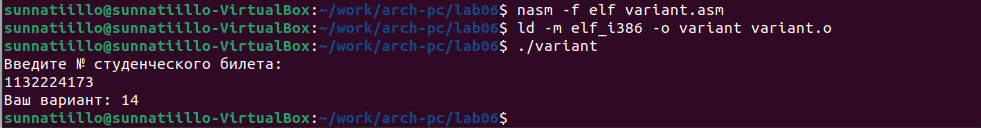 sunnatiillo@sunnatiillo-VirtualBox:~/work/arch-pc/lab06$ nasm -f elf variant.asm
sunnatiillo@sunnatiillo-VirtualBox:~/work/arch-pc/lab06$ ld -m elf_i386 -o variant variant.o
sunnatiillo@sunnatiillo-VirtualBox:~/work/arch-pc/lab06$ ./variant
Введите № студенческого билета:
1132224173
Ваш вариант: 14
sunnatiillo@sunnatiillo-VirtualBox:~/work/arch-pc/lab06$